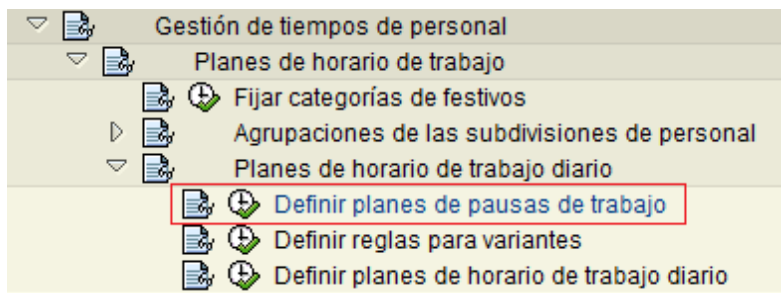 Gestión de tiempos de personal
Planes de horario de trabajo
Fijar categorías de festivos
Agrupaciones de las subdivisiones de personal
Planes de horario de trabajo diario
Definir planes de pausas de trabajo
Definir reglas para variantes
Definir planes de horario de trabajo diario